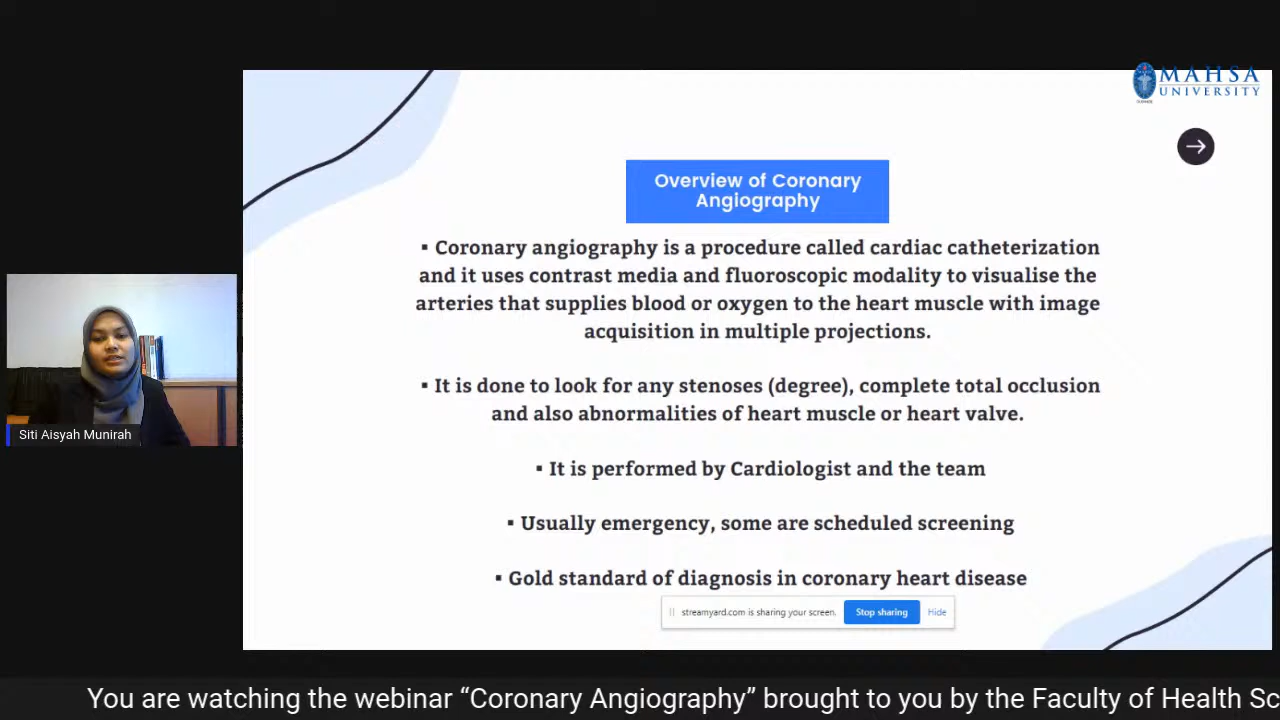 MAHSA
UNIVERSITY
Overview of Coronary
Angiography
▪ Coronary angiography is a procedure called cardiac catheterization
and it uses contrast media and fluoroscopic modality to visualise the
arteries that supplies blood or oxygen to the heart muscle with image
acquisition in multiple projections.
▪ It is done to look for any stenoses (degree), complete total occlusion
and also abnormalities of heart muscle or heart valve.
▪ It is performed by Cardiologist and the team
▪ Usually emergency, some are scheduled screening
▪ Gold standard of diagnosis in coronary heart disease
streamyard.com is sharing your screen. Stop sharing Hide
Siti Aisyah Munirah
You are watching the webinar “Coronary Angiography” brought to you by the Faculty of Health Sc